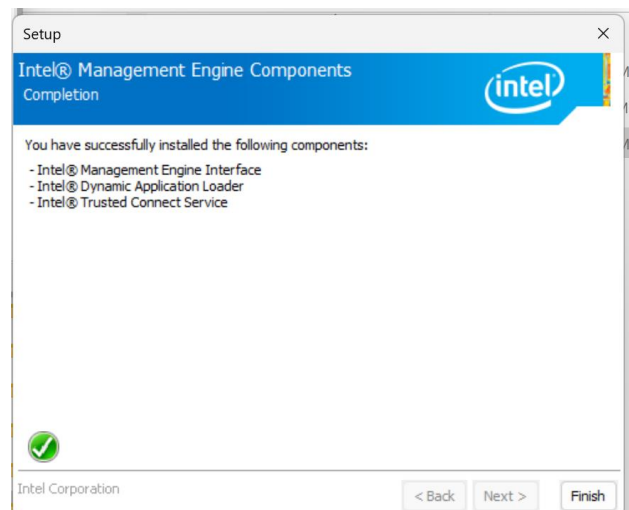 Setup
Intel® Management Engine Components
Completion
intel
You have successfully installed the following components:
- Intel® Management Engine Interface
- Intel® Dynamic Application Loader
- Intel® Trusted Connect Service
Intel Corporation
< Back Next > Finish